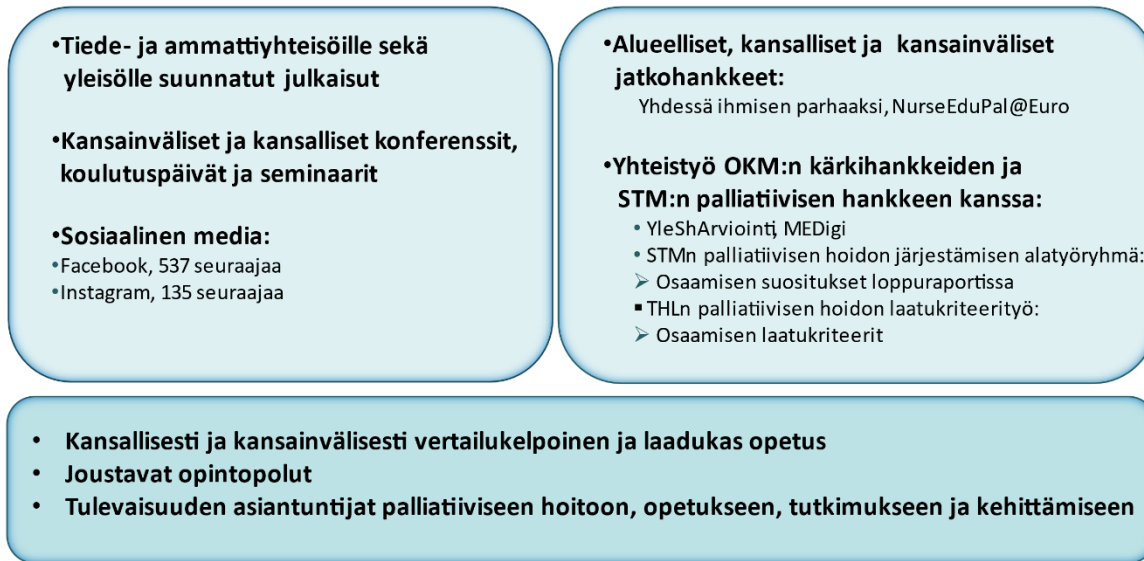 •Tiede- ja ammattiyhteisöille sekä
yleisölle suunnatut julkaisut
•Kansainväliset ja kansalliset konferenssit,
koulutuspäivät ja seminaarit
•Sosiaalinen media:
•Facebook, 537 seuraajaa
•Instagram, 135 seuraajaa
•Alueelliset, kansalliset ja kansainväliset
jatkohankkeet:
Yhdessä ihmisen parhaaksi, NurseEduPal@Euro
•Yhteistyö OKM:n kärkihankkeiden ja
STM:n palliatiivisen hankkeen kanssa:
• YleShArviointi, MEDigi
• STMn palliatiivisen hoidon järjestämisen alatyöryhmä:
➢ Osaamisen suositukset loppuraportissa
▪ THLn palliatiivisen hoidon laatukriteerityö:
➢ Osaamisen laatukriteerit
• Kansallisesti ja kansainvälisesti vertailukelpoinen ja laadukas opetus
• Joustavat opintopolut
• Tulevaisuuden asiantuntijat palliatiiviseen hoitoon, opetukseen, tutkimukseen ja kehittämiseen